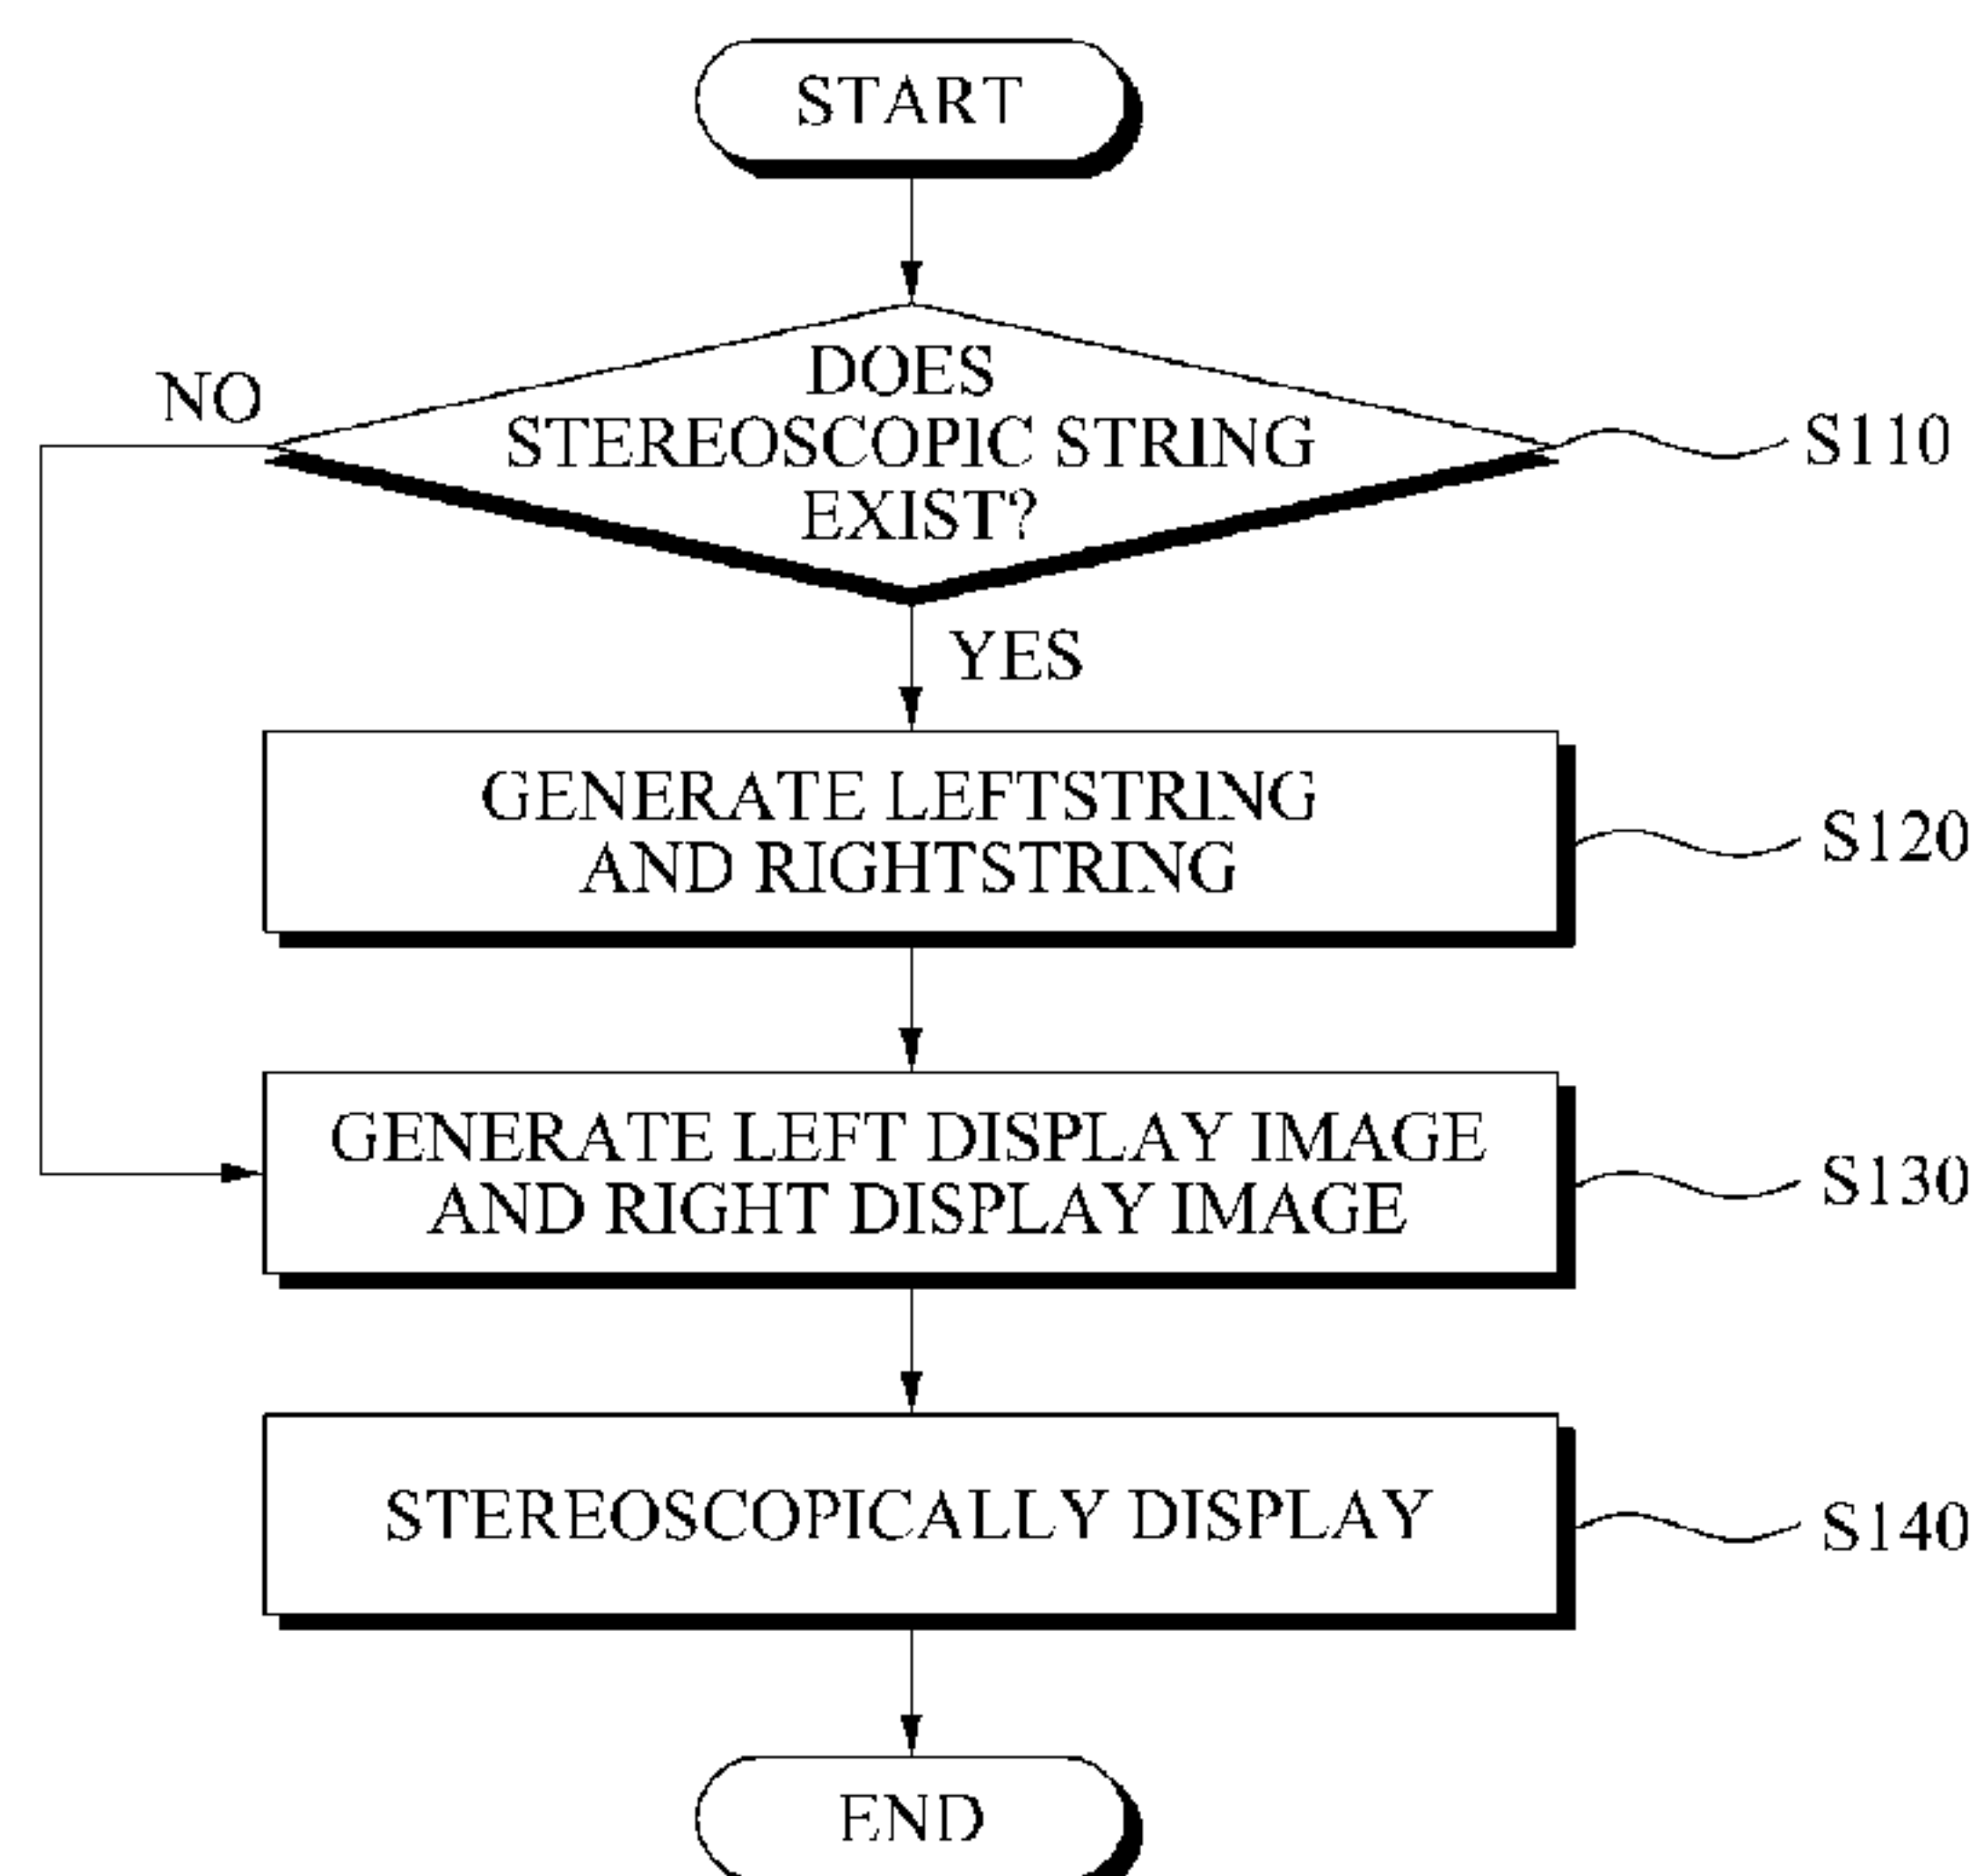 START
DOES
STEREOSCOPIC STRING
EXIST?
NO
S110
YES
GENERATE LEFTSTRING
AND RIGHTSTRING
S120
GENERATE LEFT DISPLAY IMAGE
AND RIGHT DISPLAY IMAGE
S130
STEREOSCOPICALLY DISPLAY
S140
END